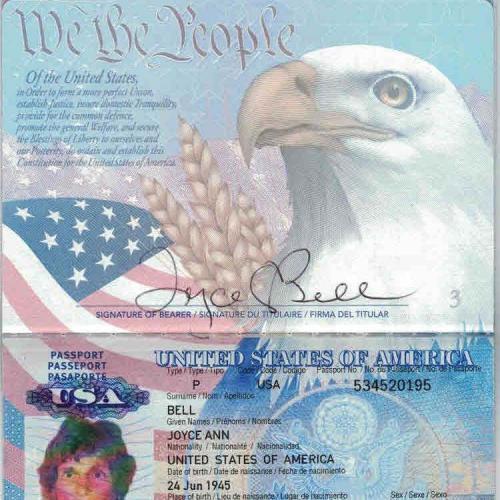 We the People
Of the United States,
in Order to form a more perfect Union,
establish Justice, insure domestic Tranquility,
provide for the common defence,
promote the general Welfare, and secure
the Blessings of Liberty to ourselves and
our Posterity, do ordain and establish this
Constitution for the United States of America.
Joyce Bell
SIGNATURE OF BEARER / SIGNATURE DU TITULAIRE / FIRMA DEL TITULAR
3
PASSPORT
PASSEPORT
PASAPORTE
USA
UNITED STATES OF AMERICA
Type / Type / Tipo Code / Code / Codigo Passport No. / No. du Passeport / No. de Pasaporte
P USA 534520195
Surname / Nom / Apellidos
BELL
Given Names / Prénoms / Nombres
JOYCE ANN
Nationality / Nationalité / Nacionalidad
UNITED STATES OF AMERICA
Date of birth / Date de naissance / Fecha de nacimiento
24 Jun 1945
Place of birth / Lieu de naissance / Lugar de nacimiento Sex / Sexe / Sexo